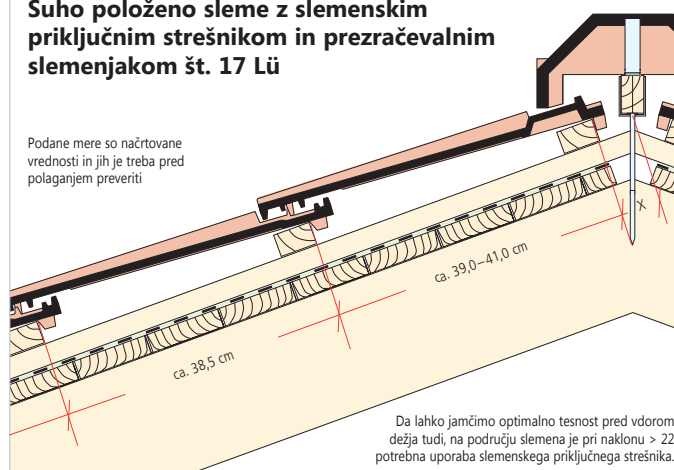 Suho položeno sleme z slemenskim
priključnim strešnikom in prezračevalnim
slemenjakom št. 17 Lü
Podane mere so načrtovane
vrednosti in jih je treba pred
polaganjem preveriti
X
ca. 39,0–41,0 cm
ca. 38,5 cm
Da lahko jamčimo optimalno tesnost pred vdorom
dežja tudi, na področju slemena je pri naklonu > 22
potrebna uporaba slemenskega priključnega strešnika.